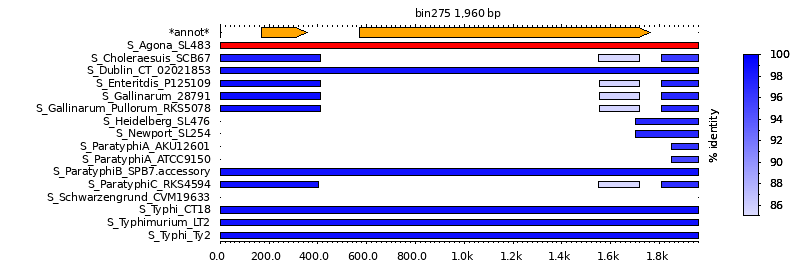 bin275 1,960 bp
*annot*
S_Agona_SL483
S_Choleraesuis_SCB67
S_Dublin_CT_02021853
S_Enteritdis_P125109
S_Gallinarum_28791
S_Gallinarum_Pullorum_RKS5078
S_Heidelberg_SL476
S_Newport_SL254
S_ParatyphiA_AKU12601
S_ParatyphiA_ATCC9150
S_ParatyphiB_SPB7.accessory
S_ParatyphiC_RKS4594
S_Schwarzengrund_CVM19633
S_Typhi_CT18
S_Typhimurium_LT2
S_Typhi_Ty2
0.0 200.0 400.0 600.0 800.0 1.0k 1.2k 1.4k 1.6k 1.8k
% identity
100
98
96
94
92
90
88
86